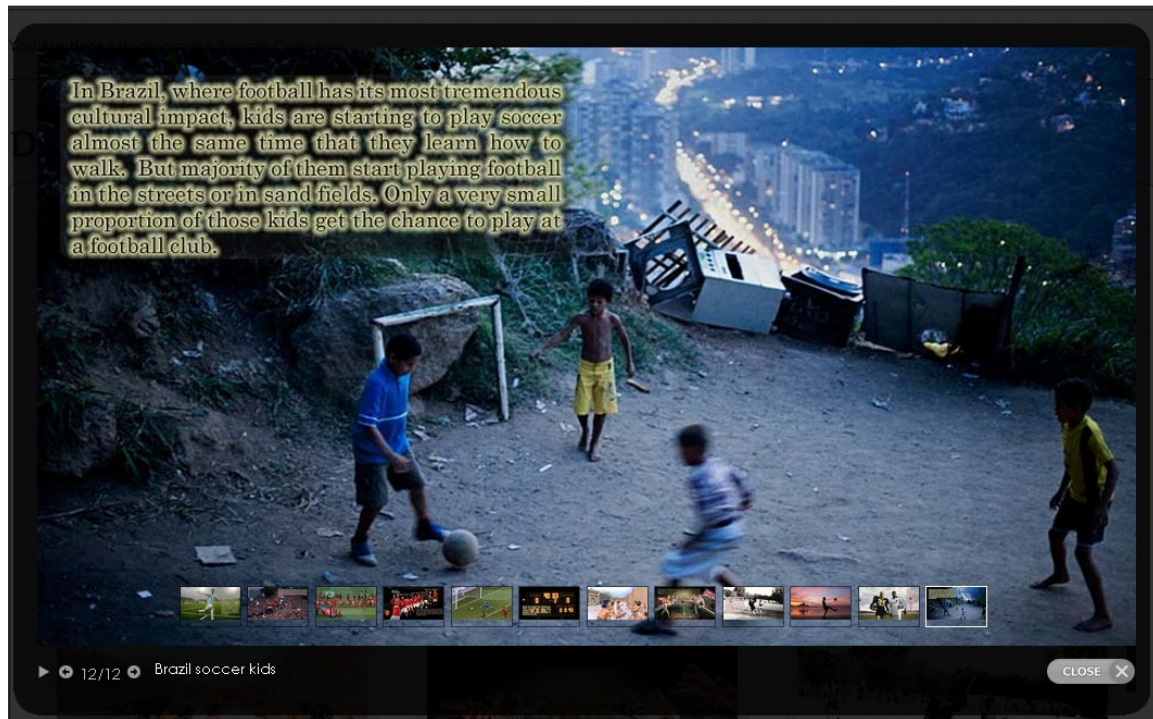 In Brazil, where football has its most tremendous
cultural impact, kids are starting to play soccer
almost the same time that they learn how to
walk. But majority of them start playing football
in the streets or in sand fields. Only a very small
proportion of those kids get the chance to play at
a football club.
12/12 Brazil soccer kids
CLOSE